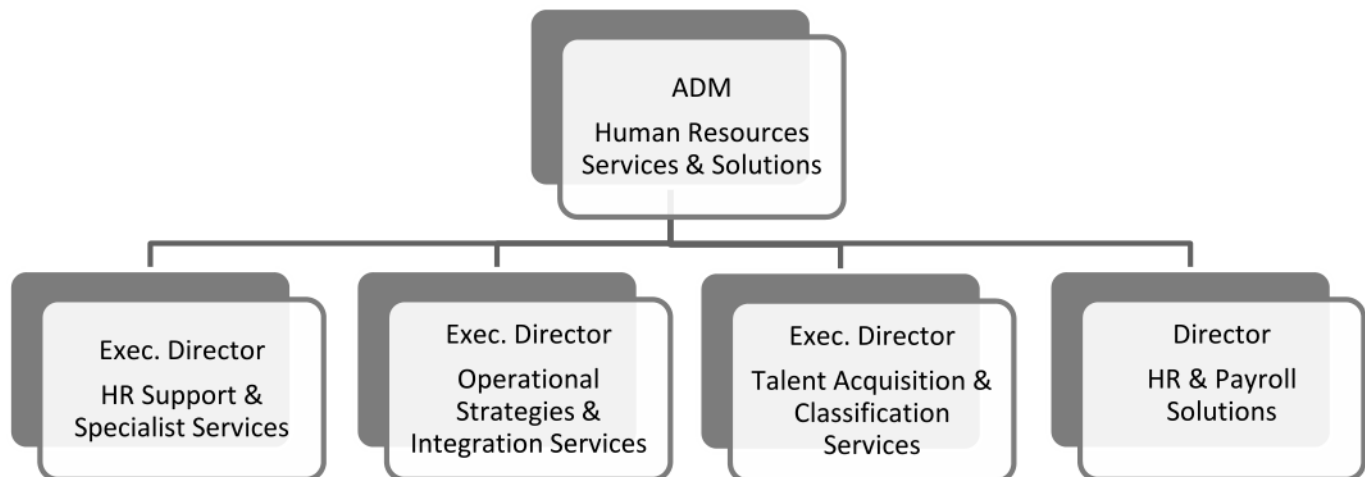 ADM
Human Resources
Services & Solutions
Exec. Director
HR Support &
Specialist Services
Exec. Director
Operational
Strategies &
Integration Services
Exec. Director
Talent Acquisition &
Classification
Services
Director
HR & Payroll
Solutions